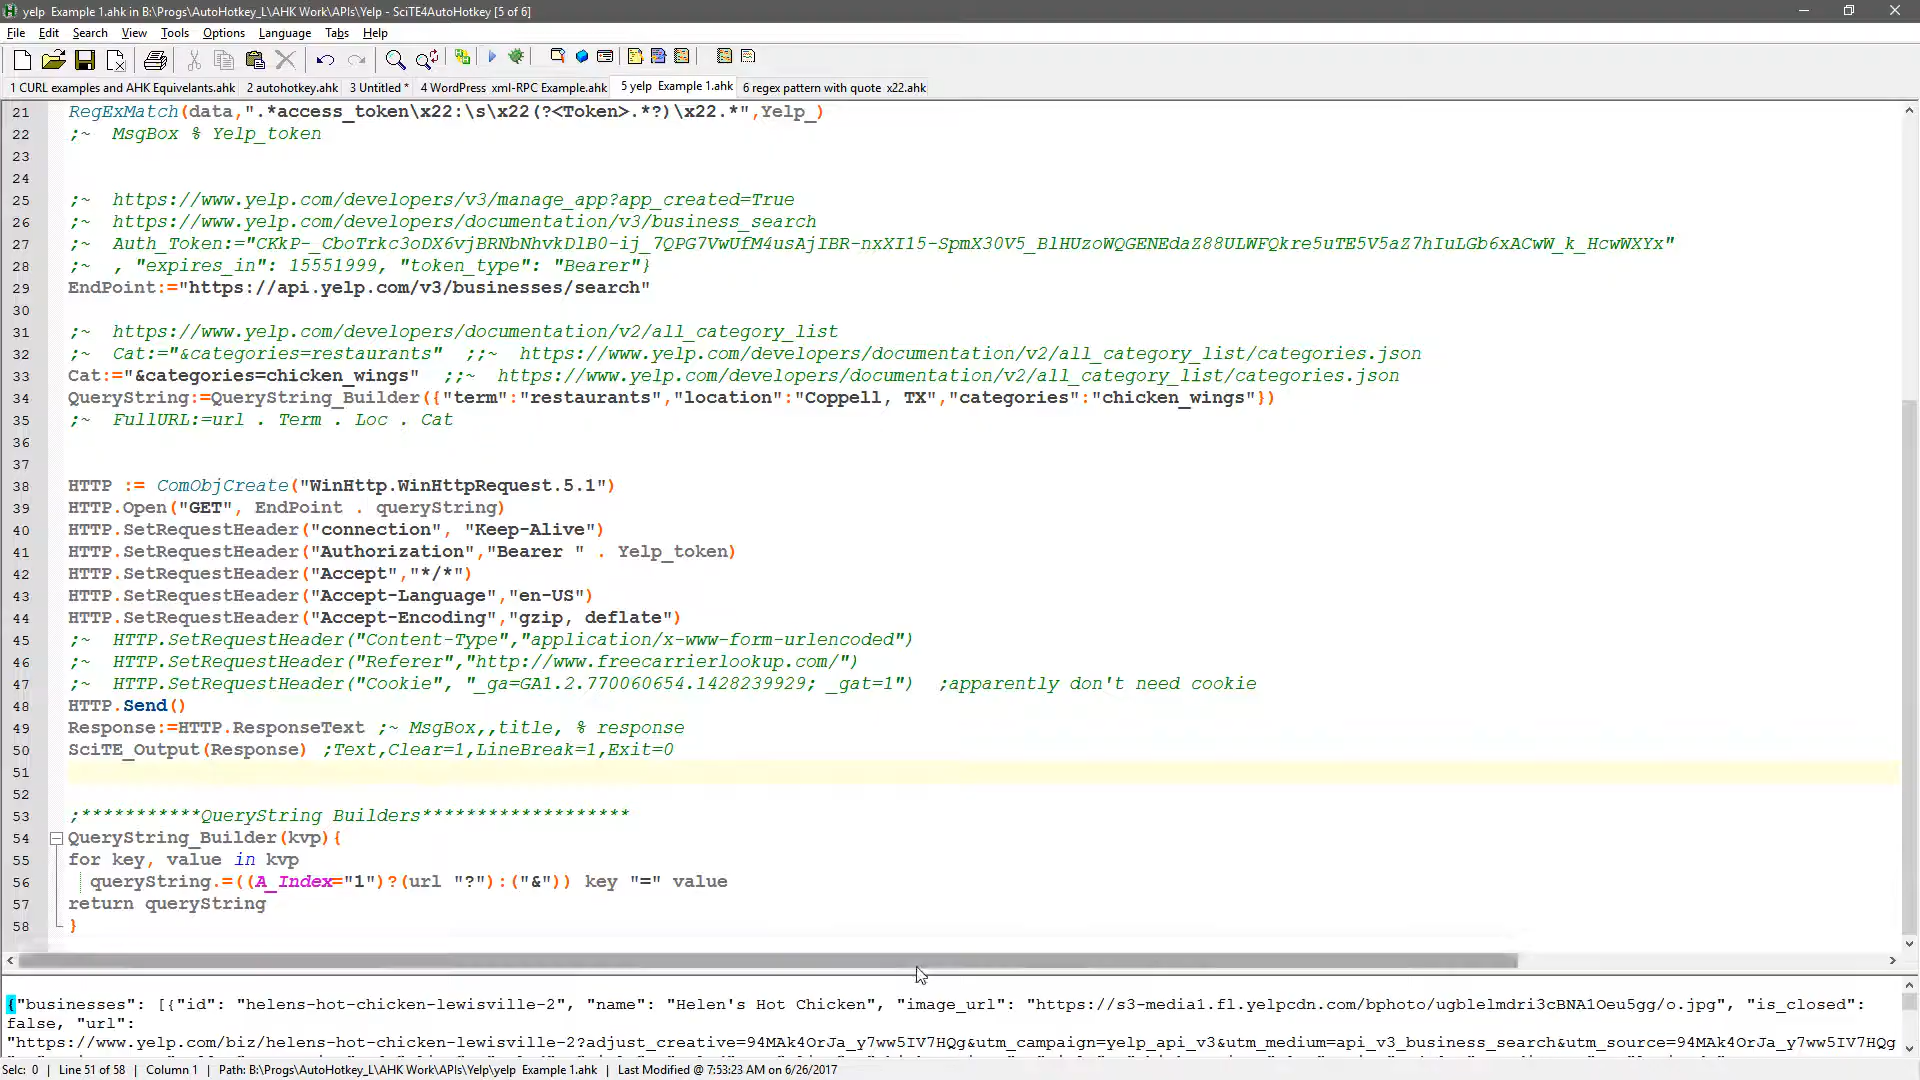 yelp  Example 1.ahk in B:\Progs\AutoHotkey_L\AHK Work\APIs\Yelp - SciTE4AutoHotkey [5 of 6]
File Edit Search View Tools Options Language Tabs Help
1 CURL examples and AHK Equivelants.ahk 2 autohotkey.ahk 3 Untitled * 4 WordPress  xml-RPC Example.ahk 5 yelp  Example 1.ahk 6 regex pattern with quote  x22.ahk
21 RegExMatch(data,".*access_token\x22:\s\x22(?<Token>.*?)\x22.*",Yelp_)
22 ;~  MsgBox % Yelp_token
23
24
25 ;~  https://www.yelp.com/developers/v3/manage_app?app_created=True
26 ;~  https://www.yelp.com/developers/documentation/v3/business_search
27 ;~  Auth_Token:="CKkP-_CboTrkc3oDX6vjBRNbNhvkDlB0-ij_7QPG7VwUfM4usAjIBR-nxXI15-SpmX30V5_BlHUzoWQGENEdaZ88ULWFQkre5uTE5V5aZ7hIuLGb6xACwW_k_HcwWXYx"
28 ;~  , "expires_in": 15551999, "token_type": "Bearer"}
29 EndPoint:="https://api.yelp.com/v3/businesses/search"
30
31 ;~  https://www.yelp.com/developers/documentation/v2/all_category_list
32 ;~  Cat:="&categories=restaurants"  ;;~  https://www.yelp.com/developers/documentation/v2/all_category_list/categories.json
33 Cat:="&categories=chicken_wings"  ;;~  https://www.yelp.com/developers/documentation/v2/all_category_list/categories.json
34 QueryString:=QueryString_Builder({"term":"restaurants","location":"Coppell, TX","categories":"chicken_wings"})
35 ;~  FullURL:=url . Term . Loc . Cat
36
37
38 HTTP := ComObjCreate("WinHttp.WinHttpRequest.5.1")
39 HTTP.Open("GET", EndPoint . queryString)
40 HTTP.SetRequestHeader("connection", "Keep-Alive")
41 HTTP.SetRequestHeader("Authorization","Bearer " . Yelp_token)
42 HTTP.SetRequestHeader("Accept","*/*")
43 HTTP.SetRequestHeader("Accept-Language","en-US")
44 HTTP.SetRequestHeader("Accept-Encoding","gzip, deflate")
45 ;~  HTTP.SetRequestHeader("Content-Type","application/x-www-form-urlencoded")
46 ;~  HTTP.SetRequestHeader("Referer","http://www.freecarrierlookup.com/")
47 ;~  HTTP.SetRequestHeader("Cookie", "_ga=GA1.2.770060654.1428239929; _gat=1")  ;apparently don't need cookie
48 HTTP.Send()
49 Response:=HTTP.ResponseText ;~ MsgBox,,title, % response
50 SciTE_Output(Response) ;Text,Clear=1,LineBreak=1,Exit=0
51
52
53 ;***********QueryString Builders*******************
54 QueryString_Builder(kvp){
55 for key, value in kvp
56 queryString.=((A_Index="1")?(url "?"):("&")) key "=" value
57 return queryString
58 }
{"businesses": [{"id": "helens-hot-chicken-lewisville-2", "name": "Helen's Hot Chicken", "image_url": "https://s3-media1.fl.yelpcdn.com/bphoto/ugblelmdri3cBNA1Oeu5gg/o.jpg", "is_closed":
false, "url":
"https://www.yelp.com/biz/helens-hot-chicken-lewisville-2?adjust_creative=94MAk4OrJa_y7ww5IV7HQg&utm_campaign=yelp_api_v3&utm_medium=api_v3_business_search&utm_source=94MAk4OrJa_y7ww5IV7HQg
Selc: 0 | Line 51 of 58 | Column 1 | Path: B:\Progs\AutoHotkey_L\AHK Work\APIs\Yelp\yelp  Example 1.ahk | Last Modified @ 7:53:23 AM on 6/26/2017